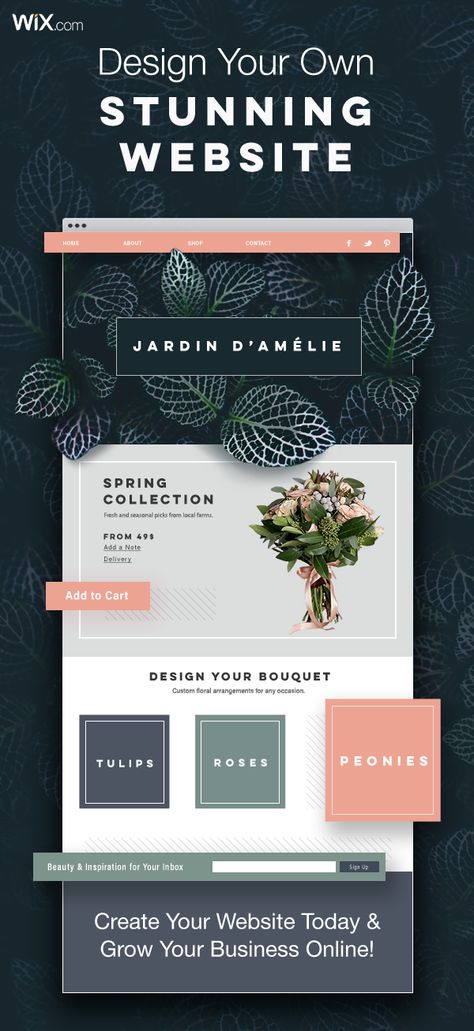 WiX.com
Design Your Own
STUNNING
WEBSITE
HOME ABOUT SHOP CONTACT
JARDIN D'AMÉLIE
SPRING
COLLECTION
Fresh and seasonal picks from local farms.
FROM 49$
Add a Note
Delivery
Add to Cart
DESIGN YOUR BOUQUET
Custom floral arrangements for any occasion.
TULIPS
ROSES
PEONIES
Beauty & Inspiration for Your Inbox Sign Up
Create Your Website Today &
Grow Your Business Online!